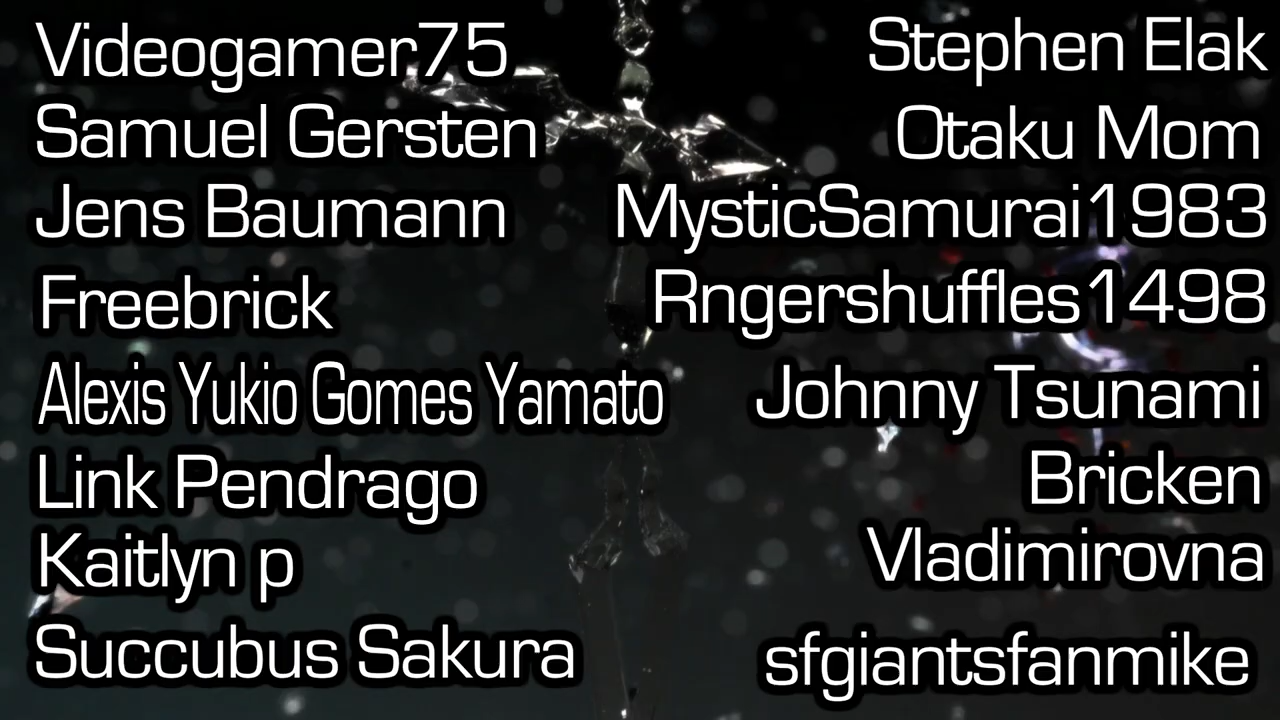 Videogamer75
Samuel Gersten
Jens Baumann
Freebrick
Alexis Yukio Gomes Yamato
Link Pendrago
Kaitlyn p
Succubus Sakura
Stephen Elak
Otaku Mom
MysticSamurai1983
Rngershuffles1498
Johnny Tsunami
Bricken
Vladimirovna
sfgiantsfanmike